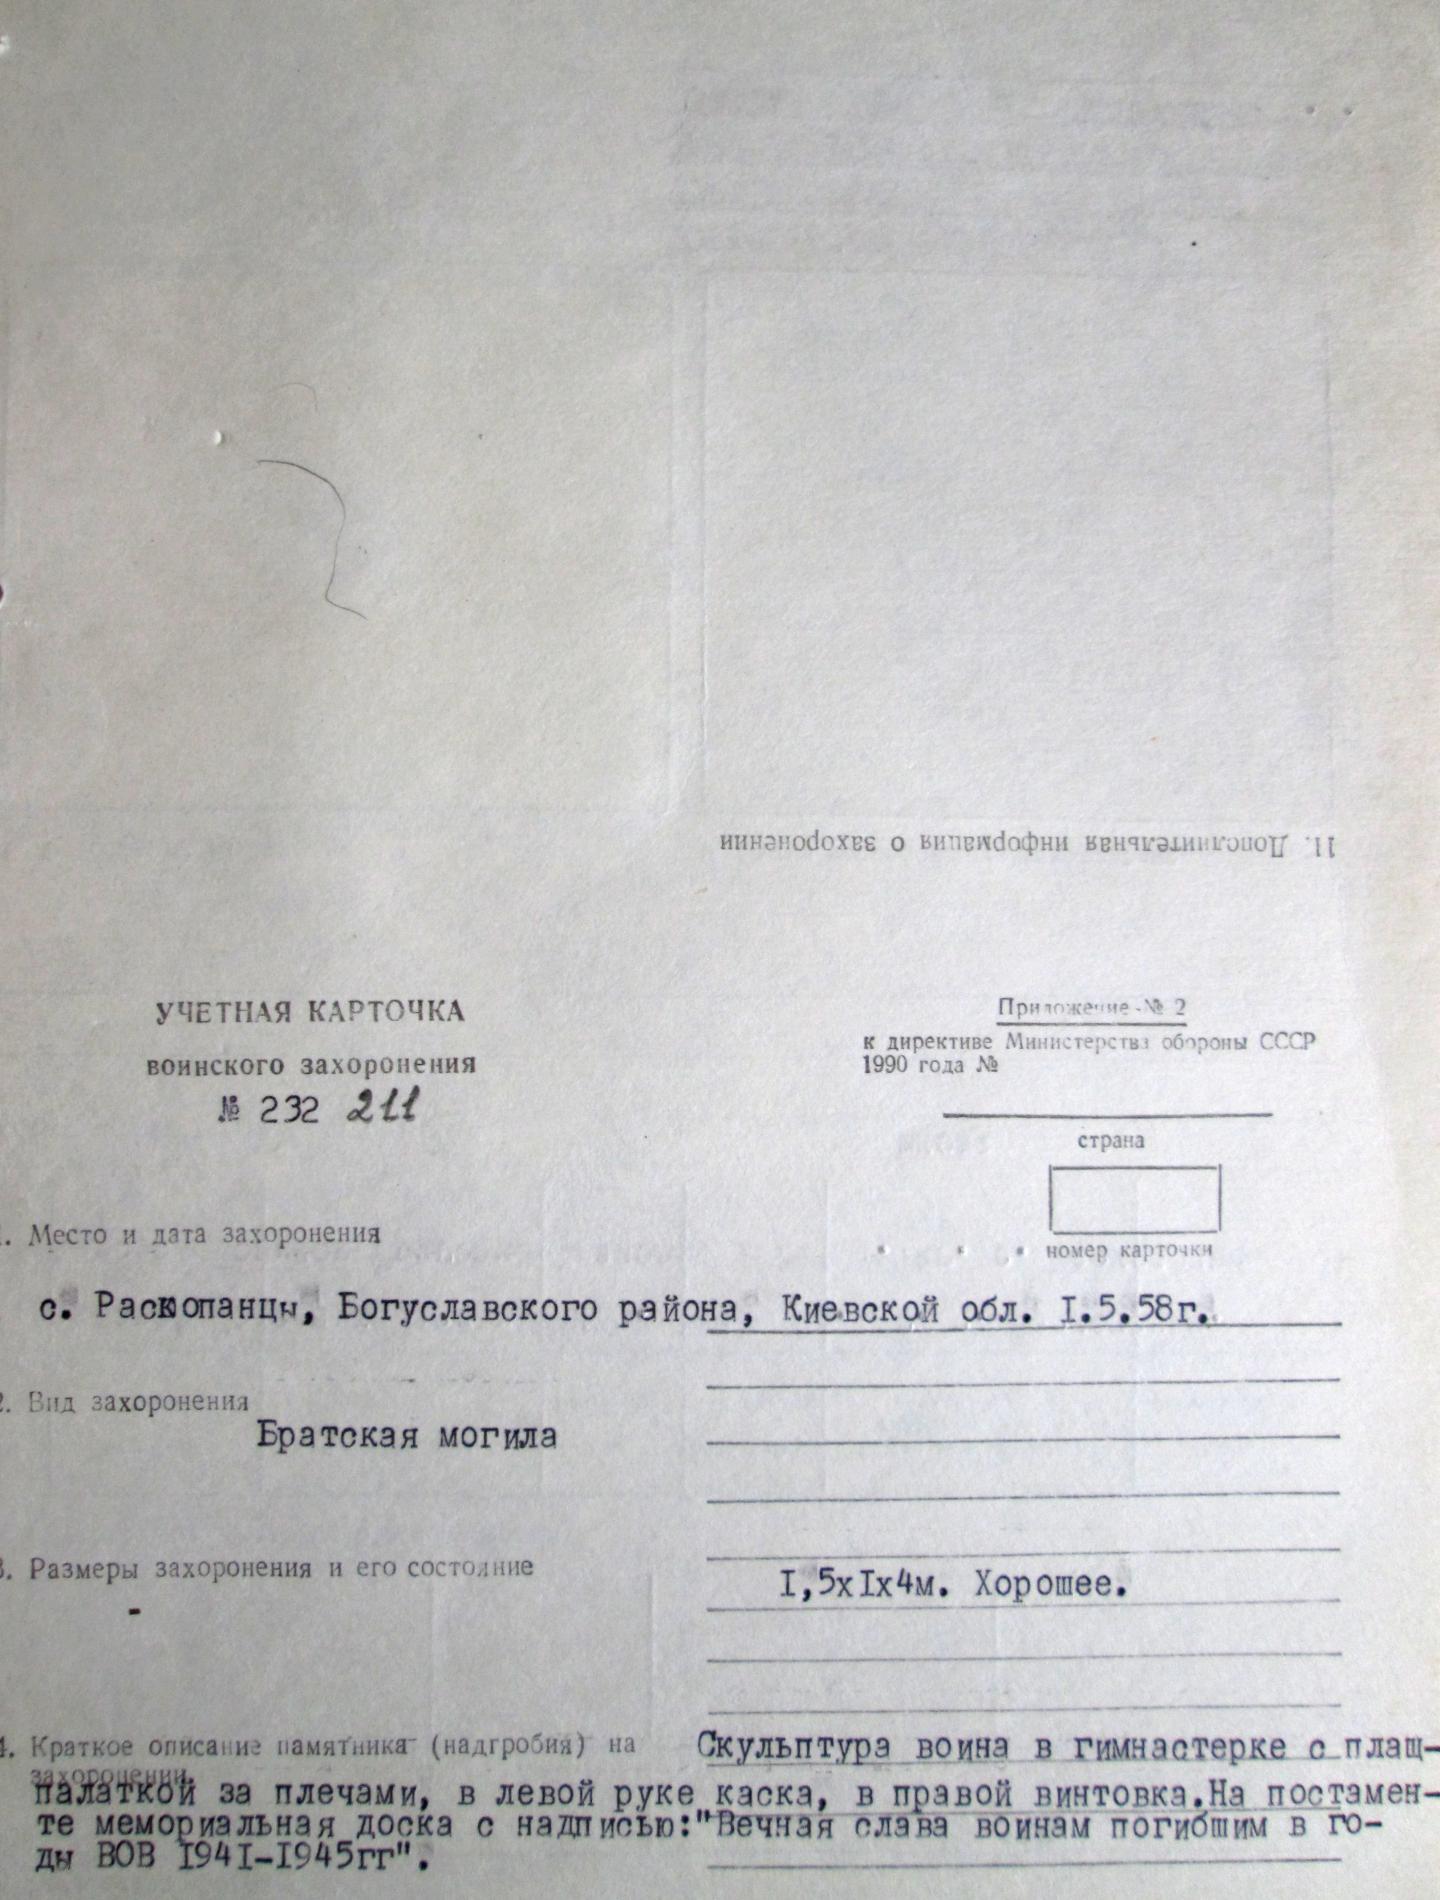 11. Дополнительная информация о захоронении
УЧЕТНАЯ КАРТОЧКА
воинского захоронения
№ 232 211
Приложение № 2
к директиве Министерства обороны СССР
1990 года №
страна
номер карточки
1. Место и дата захоронения
с. Раскопанцы, Богуславского района, Киевской обл. I.5.58г.
2. Вид захоронения
Братская могила
3. Размеры захоронения и его состояние
I,5хIх4м. Хорошее.
4. Краткое описание памятника (надгробия) на
захоронении
Скульптура воина в гимнастерке с плащ-
палаткой за плечами, в левой руке каска, в правой винтовка.На постамен-
те мемориальная доска с надписью:"Вечная слава воинам погибшим в го-
ды ВОВ I94I-I945гг".